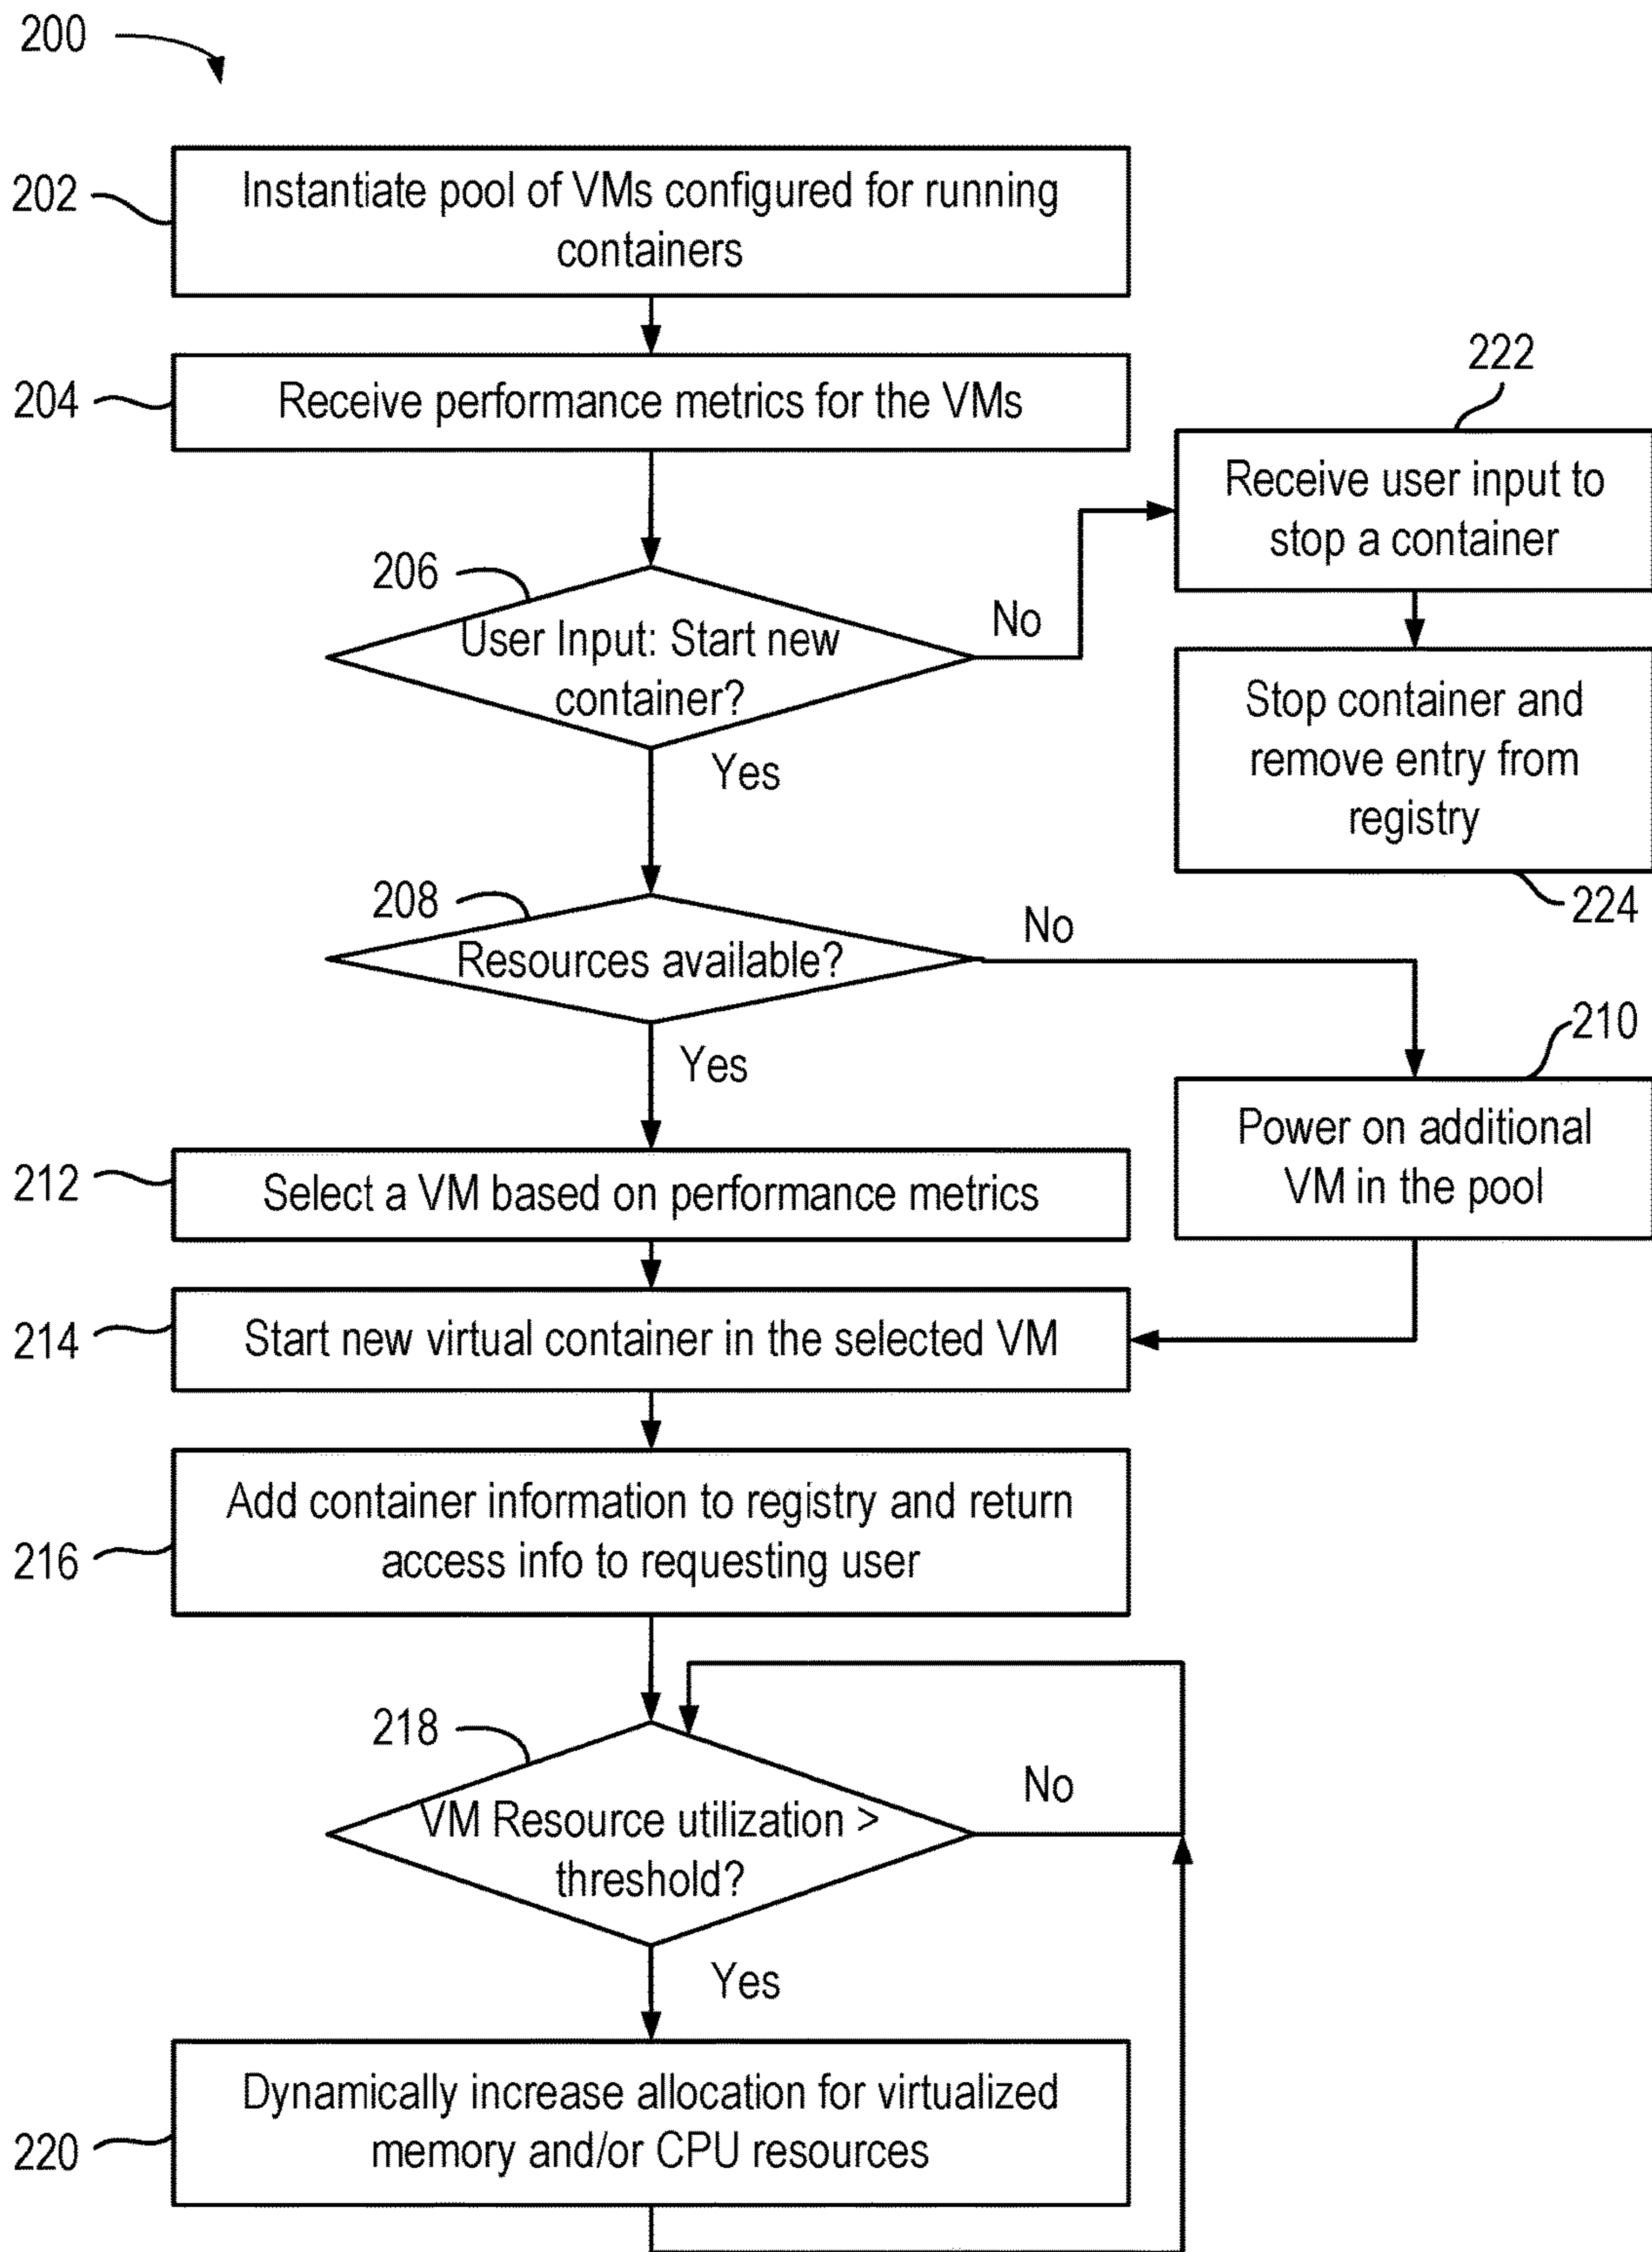 200
202
Instantiate pool of VMs configured for running
containers
204
Receive performance metrics for the VMs
222
Receive user input to
stop a container
206
User Input: Start new
container?
No
Yes
Stop container and
remove entry from
registry
224
208
Resources available?
No
Yes
210
Power on additional
VM in the pool
212
Select a VM based on performance metrics
214
Start new virtual container in the selected VM
216
Add container information to registry and return
access info to requesting user
218
VM Resource utilization >
threshold?
No
Yes
220
Dynamically increase allocation for virtualized
memory and/or CPU resources